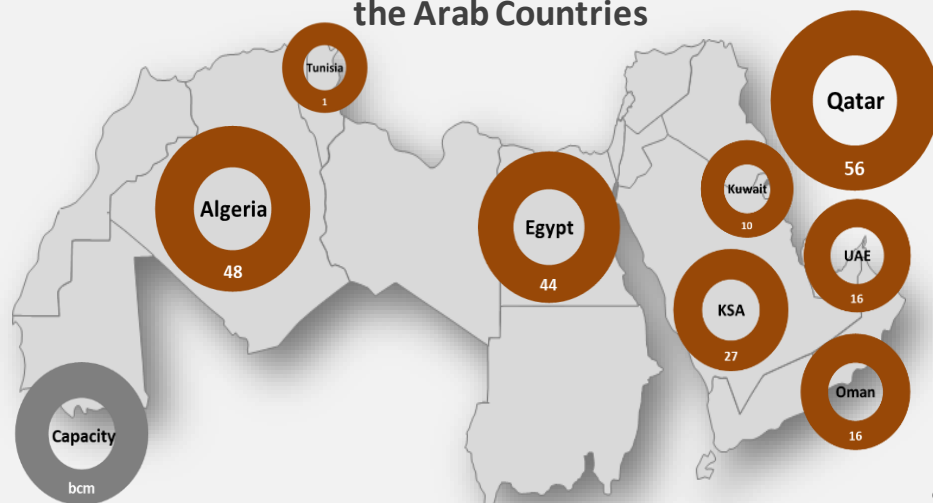 the Arab Countries
Tunisia
1
Qatar
56
Algeria
48
Kuwait
10
Egypt
44
UAE
16
KSA
27
Oman
16
Capacity
bcm